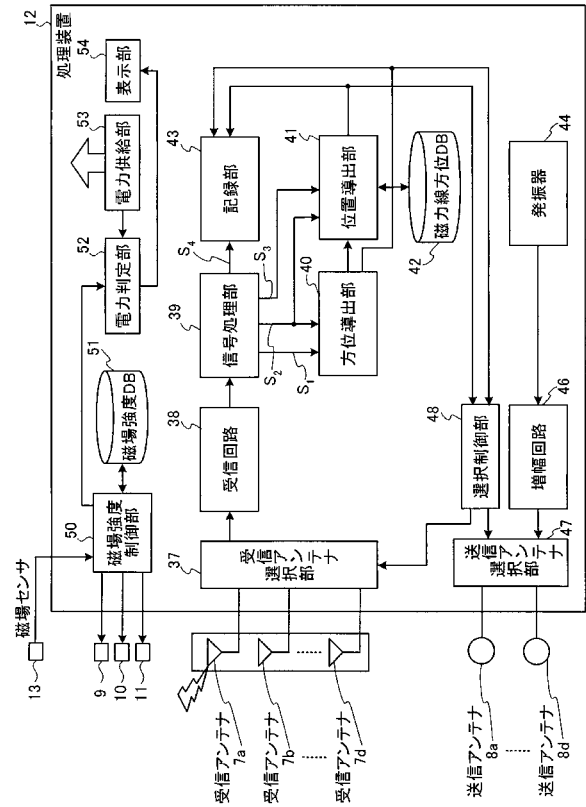 12
処理装置
磁場センサ
13
9
10
11
50
磁場強度
制御部
51
磁場強度DB
52
電力判定部
53
電力供給部
54
表示部
受信アンテナ
7a
受信アンテナ
7b
受信アンテナ
7d
37
受信アンテナ
選択部
38
受信回路
39
信号処理部
S4
S3
S2
S1
43
記録部
40
方位導出部
41
位置導出部
42
磁力線方位DB
48
選択制御部
送信アンテナ
8a
送信アンテナ
8d
47
送信アンテナ
選択部
46
増幅回路
44
発振器